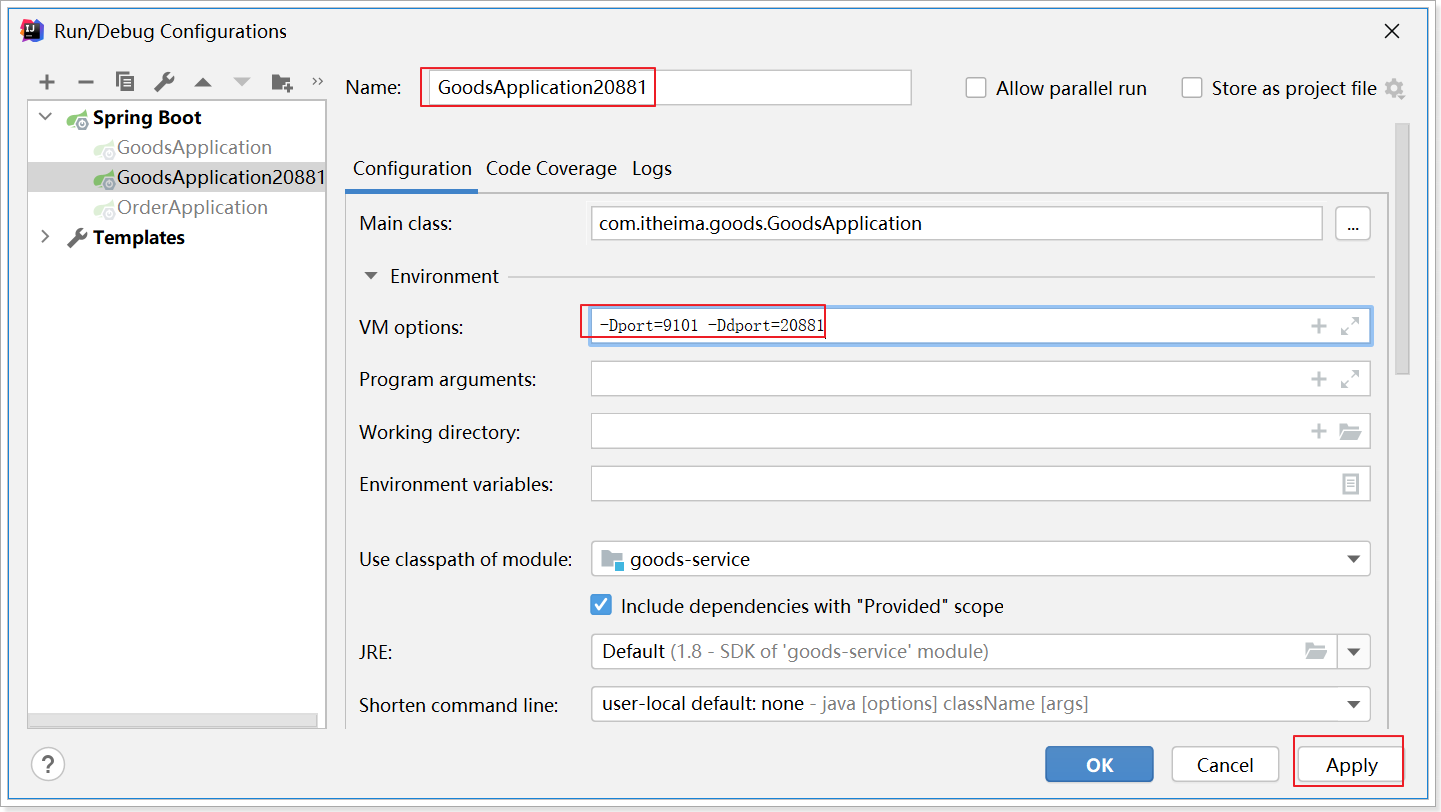 Run/Debug Configurations
Name: GoodsApplication20881 Allow parallel run Store as project file
Spring Boot
GoodsApplication
GoodsApplication20881
OrderApplication
Templates
Configuration Code Coverage Logs
Main class: com.itheima.goods.GoodsApplication ...
Environment
VM options: -Dport=9101 -Ddport=20881
Program arguments:
Working directory:
Environment variables:
Use classpath of module: goods-service
Include dependencies with "Provided" scope
JRE: Default (1.8 - SDK of 'goods-service' module)
Shorten command line: user-local default: none - java [options] className [args]
? OK Cancel Apply